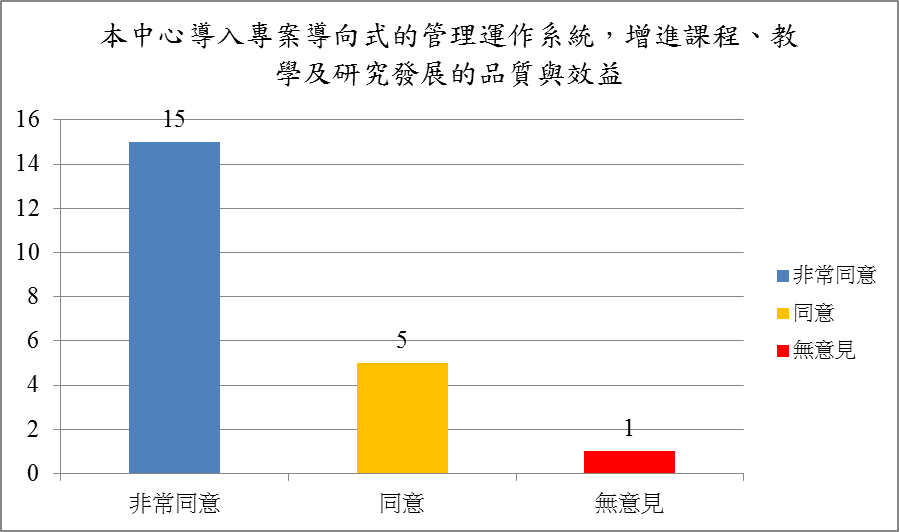 本中心導入專案導向式的管理運作系統，增進課程、教
學及研究發展的品質與效益
16
14
12
10
8
6
4
2
0
15
5
1
非常同意
同意
無意見
非常同意
同意
無意見